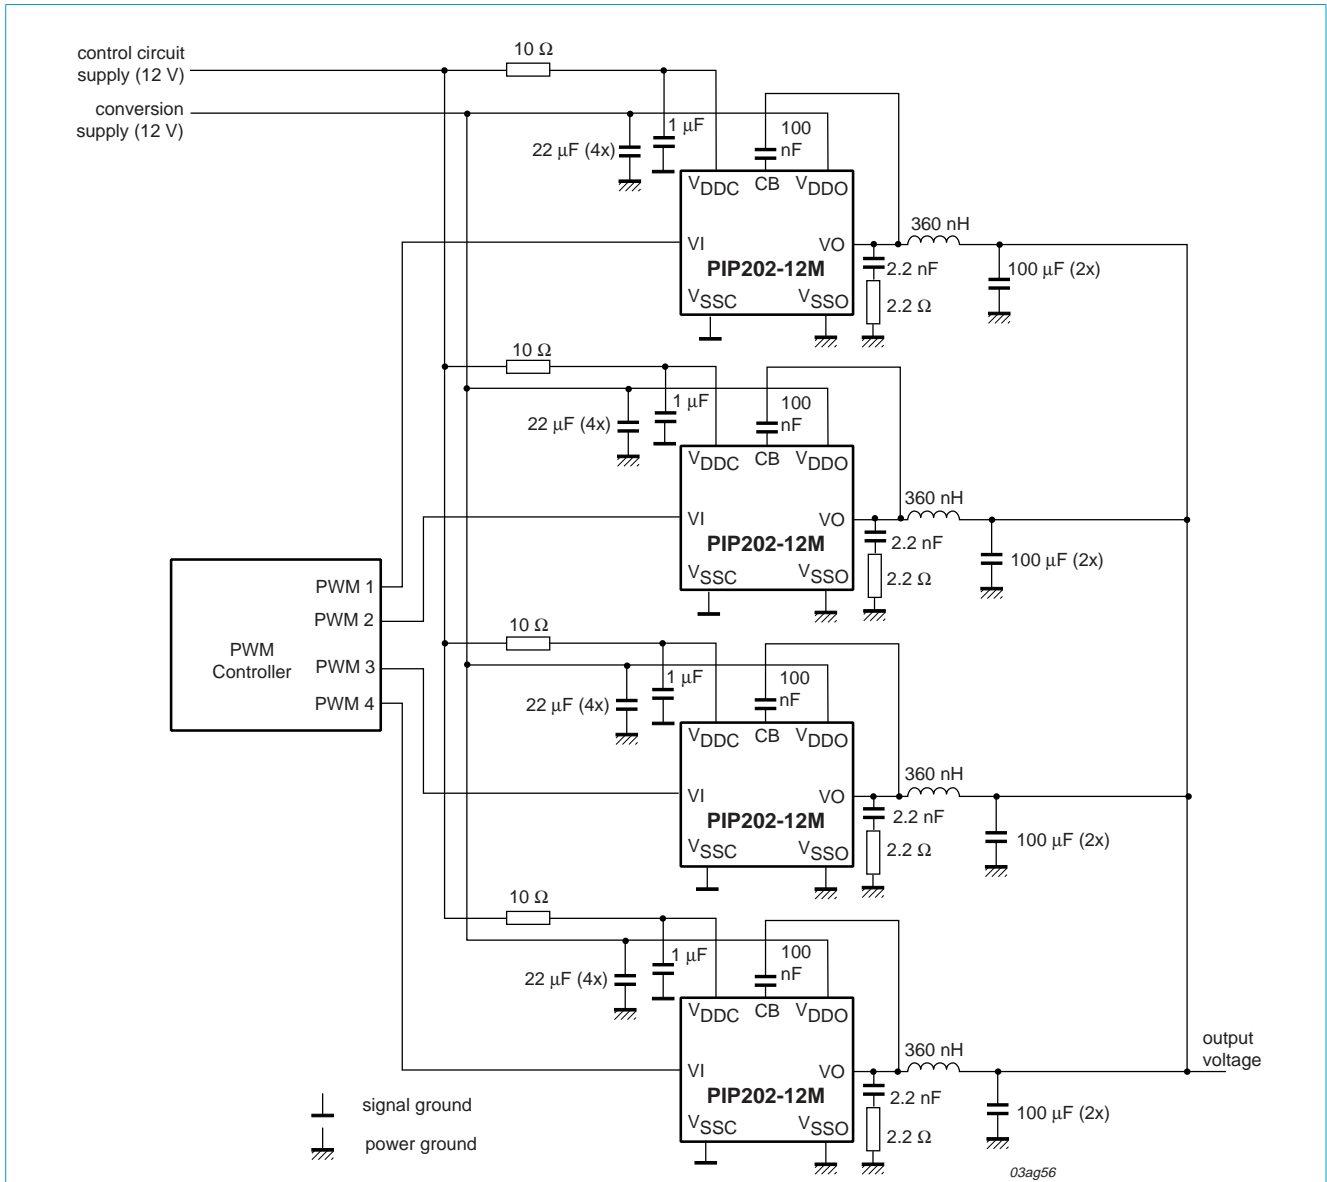 control circuit
supply (12 V)
conversion
supply (12 V)
10 Ω
1 μF
22 μF (4x)
100
nF
VDDC
CB
VDDO
VI
VO
PIP202-12M
VSSC
VSSO
360 nH
2.2 nF
2.2 Ω
100 μF (2x)
10 Ω
1 μF
22 μF (4x)
100
nF
VDDC
CB
VDDO
VI
VO
PIP202-12M
VSSC
VSSO
360 nH
2.2 nF
2.2 Ω
100 μF (2x)
PWM
Controller
PWM 1
PWM 2
PWM 3
PWM 4
10 Ω
1 μF
22 μF (4x)
100
nF
VDDC
CB
VDDO
VI
VO
PIP202-12M
VSSC
VSSO
360 nH
2.2 nF
2.2 Ω
100 μF (2x)
10 Ω
1 μF
22 μF (4x)
100
nF
VDDC
CB
VDDO
VI
VO
PIP202-12M
VSSC
VSSO
360 nH
2.2 nF
2.2 Ω
100 μF (2x)
output
voltage
signal ground
power ground
03ag56